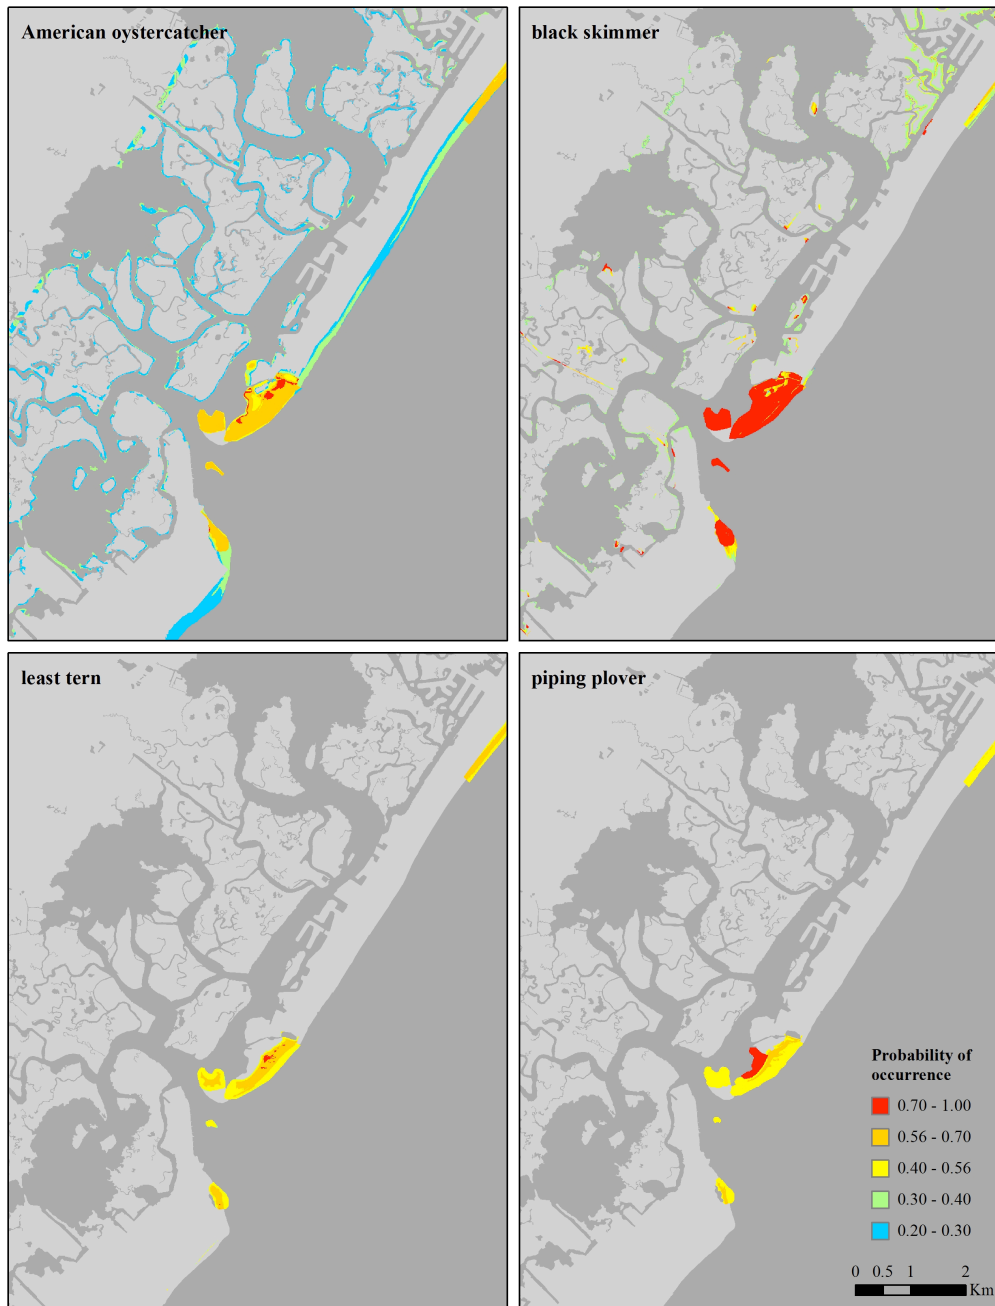 American oystercatcher
black skimmer
least tern
piping plover
Probability of
occurrence
0.70 - 1.00
0.56 - 0.70
0.40 - 0.56
0.30 - 0.40
0.20 - 0.30
0 0.5 1 2
Km